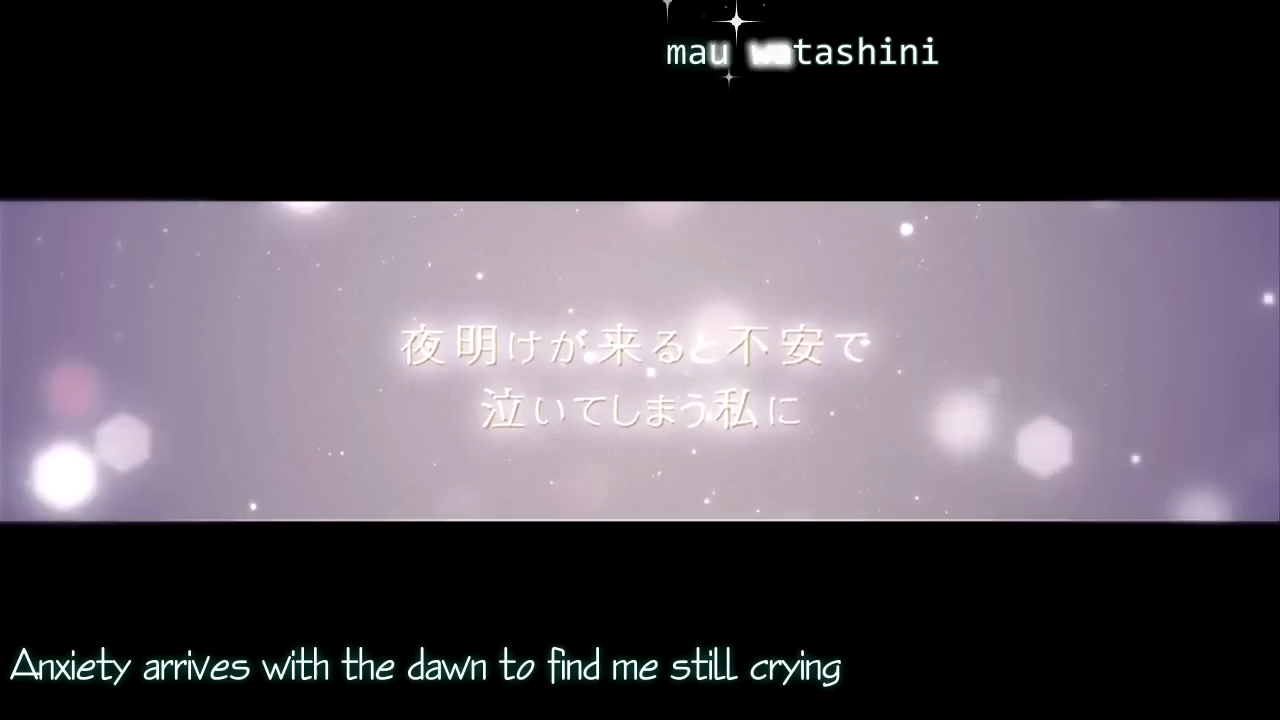 mau watashini
夜明けが来ると不安で
泣いてしまう私に
Anxiety arrives with the dawn to find me still crying